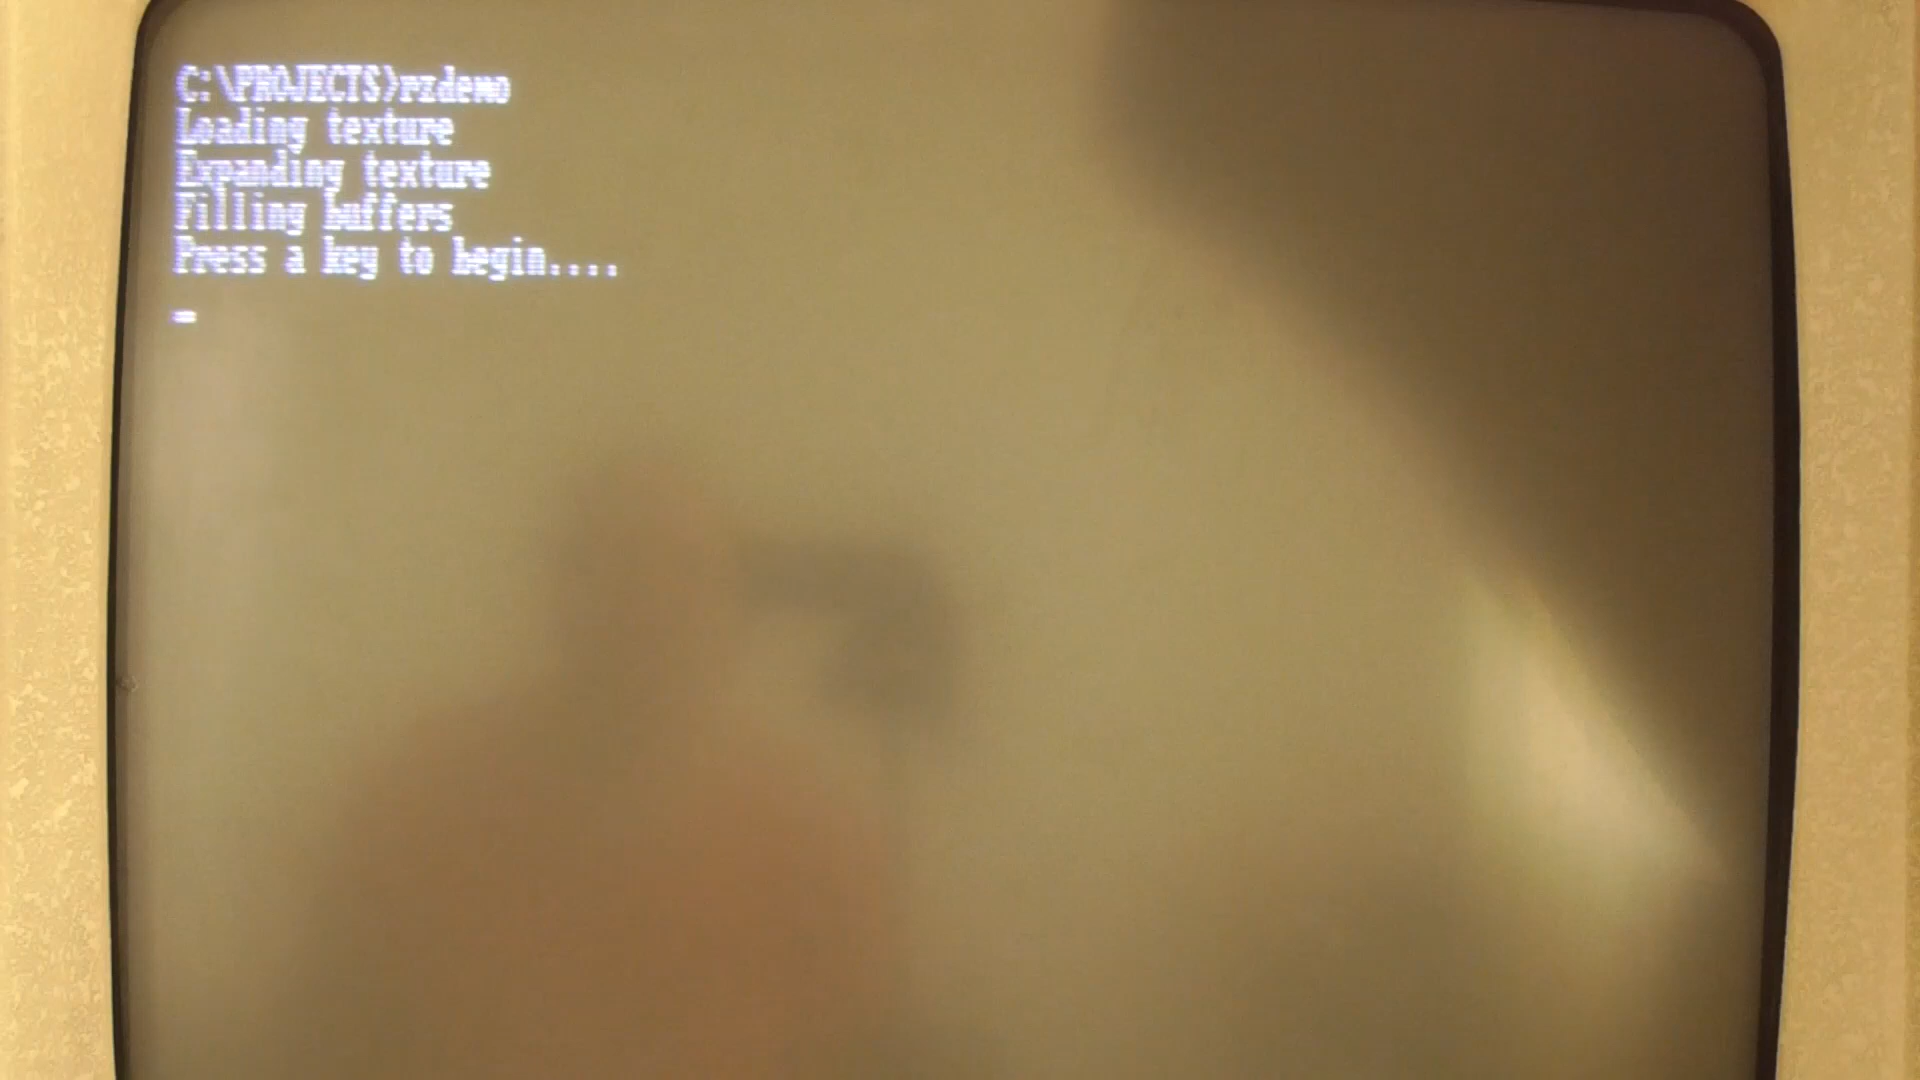 C:\PROJECTS>rzdemo
Loading texture
Expanding texture
Filling buffers
Press a key to begin....